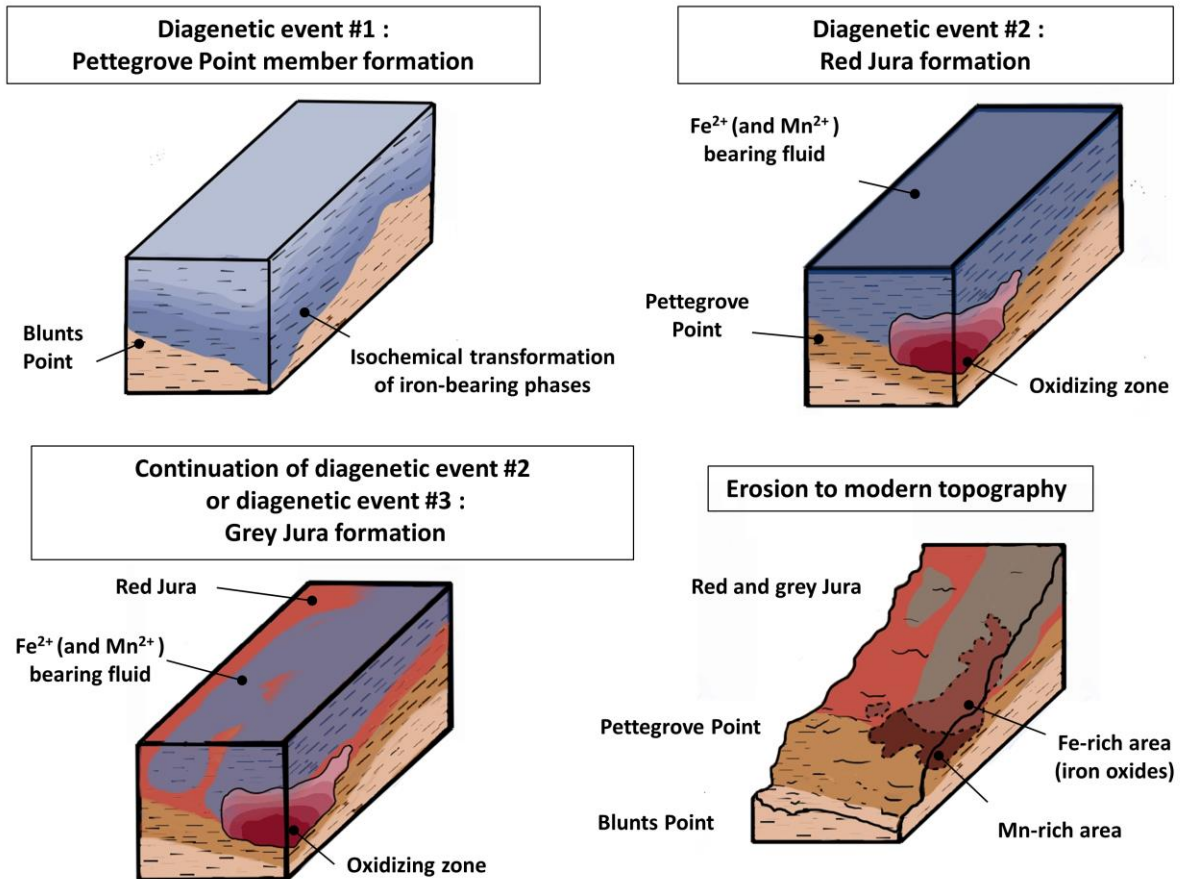 Diagenetic event #1 :
Pettegrove Point member formation
Blunts
Point
Isochemical transformation
of iron-bearing phases
Diagenetic event #2 :
Red Jura formation
Fe²⁺ (and Mn²⁺)
bearing fluid
Pettegrove
Point
Oxidizing zone
Continuation of diagenetic event #2
or diagenetic event #3 :
Grey Jura formation
Red Jura
Fe²⁺ (and Mn²⁺)
bearing fluid
Oxidizing zone
Erosion to modern topography
Red and grey Jura
Pettegrove Point
Blunts Point
Fe-rich area
(iron oxides)
Mn-rich area